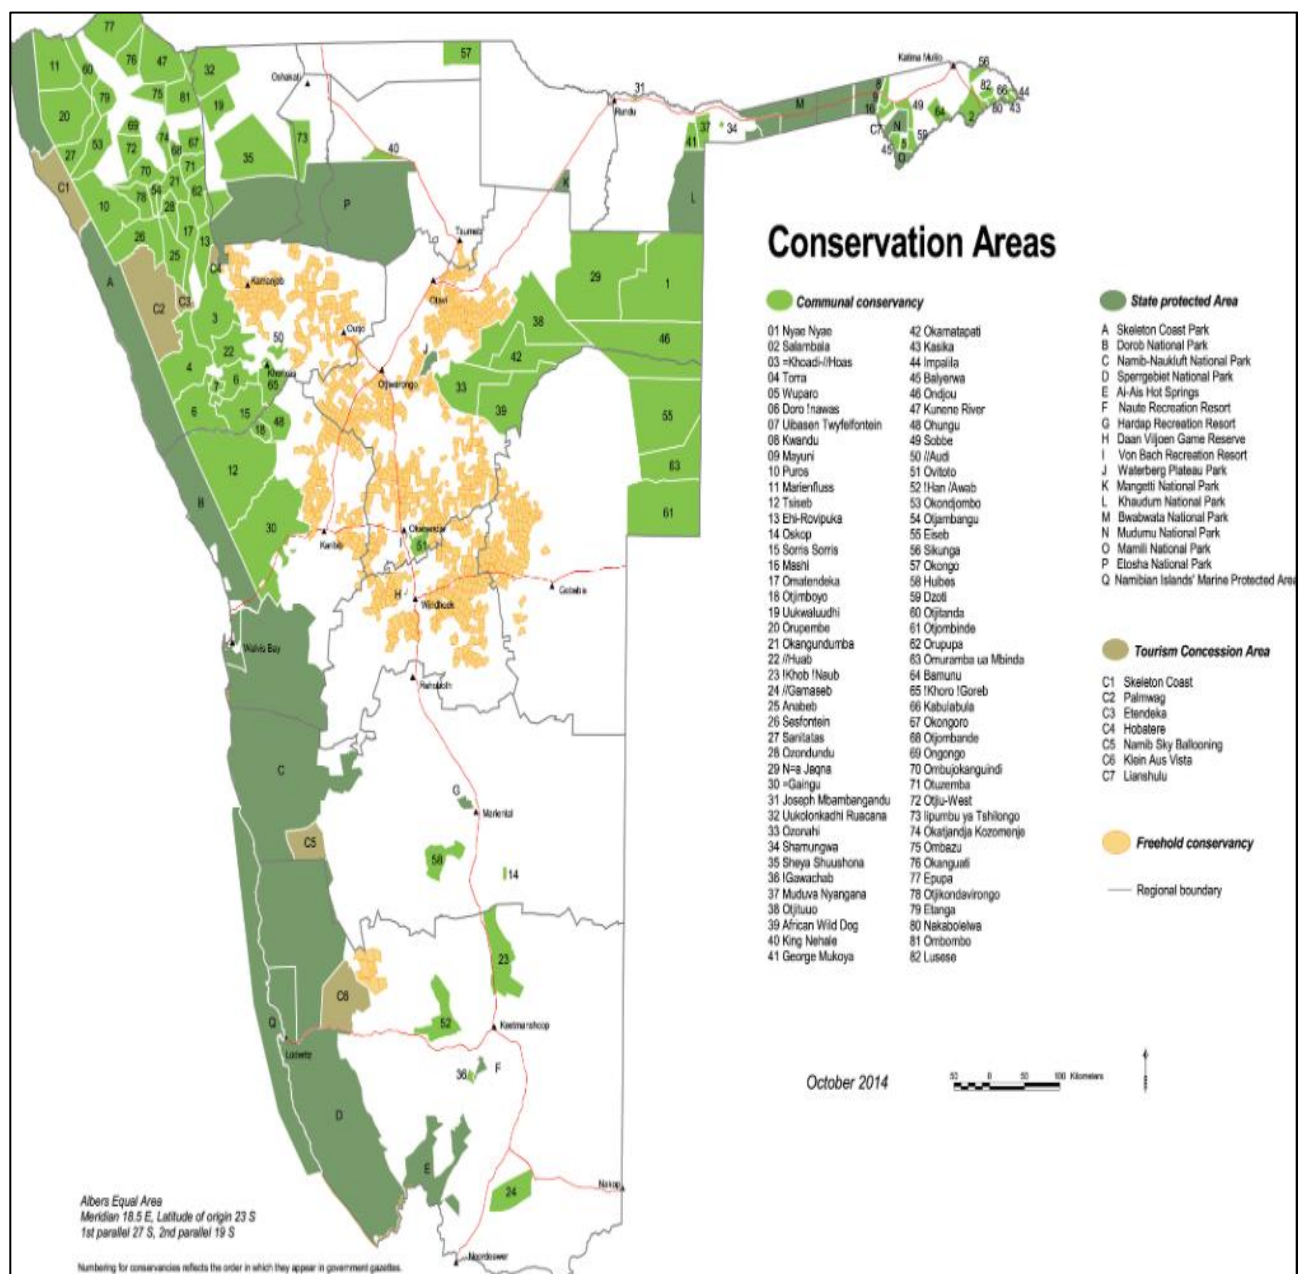 Conservation Areas
Communal conservancy
01 Nyae Nyae
02 Salambala
03 =Khoadi-//Hoas
04 Torra
05 Wuparo
06 Doro !nawas
07 Uibasen Twyfelfontein
08 Kwandu
09 Mayuni
10 Puros
11 Marienfluss
12 Tsiseb
13 Ehi-Rovipuka
14 Oskop
15 Sorris Sorris
16 Mashi
17 Omatendeka
18 Otjimboyo
19 Uukwaluudhi
20 Orupembe
21 Okangundumba
22 //Huab
23 !Khob !Naub
24 //Gamaseb
25 Anabeb
26 Sesfontein
27 Sanitatas
28 Ozondundu
29 N=a Jaqna
30 =Gaingu
31 Joseph Mbambangandu
32 Uukolonkadhi Ruacana
33 Ozonahi
34 Shamungwa
35 Sheya Shuushona
36 !Gawachab
37 Muduva Nyangana
38 Otjituuo
39 African Wild Dog
40 King Nehale
41 George Mukoya
42 Okamatapati
43 Kasika
44 Impalila
45 Balyerwa
46 Ondjou
47 Kunene River
48 Ohungu
49 Sobbe
50 //Audi
51 Ovitoto
52 !Han /Awab
53 Okondjombo
54 Otjambangu
55 Eiseb
56 Sikunga
57 Okongo
58 Huibes
59 Dzoti
60 Otjitanda
61 Otjombinde
62 Orupupa
63 Omuramba ua Mbinda
64 Bamunu
65 !Khoro !Goreb
66 Kabulabula
67 Okongoro
68 Otjombande
69 Ongongo
70 Ombujokanguindi
71 Otuzemba
72 Otjiu-West
73 Iipumbu ya Tshilongo
74 Okatjandja Kozomenje
75 Ombazu
76 Okanguati
77 Epupa
78 Otjikondavirongo
79 Etanga
80 Nakabolelwa
81 Ombombo
82 Lusese
State protected Area
A Skeleton Coast Park
B Dorob National Park
C Namib-Naukluft National Park
D Sperrgebiet National Park
E Ai-Ais Hot Springs
F Naute Recreation Resort
G Hardap Recreation Resort
H Daan Viljoen Game Reserve
I Von Bach Recreation Resort
J Waterberg Plateau Park
K Mangetti National Park
L Khaudum National Park
M Bwabwata National Park
N Mudumu National Park
O Mamili National Park
P Etosha National Park
Q Namibian Islands' Marine Protected Area
Tourism Concession Area
C1 Skeleton Coast
C2 Palmwag
C3 Etendeka
C4 Hobatere
C5 Namib Sky Ballooning
C6 Klein Aus Vista
C7 Lianshulu
Freehold conservancy
Regional boundary
October 2014
50 0 50 100 Kilometers
Katima Mulilo
Oshakati
Rundu
Tsumeb
Otavi
Kamanjab
Outjo
Khorixas
Otjiwarongo
Karibib
Okahandja
Windhoek
Gobabis
Walvis Bay
Rehoboth
Mariental
Keetmanshoop
Luderitz
Nakop
Noordoewer
Albers Equal Area
Meridian 18.5 E, Latitude of origin 23 S
1st parallel 27 S, 2nd parallel 19 S
Numbering for conservancies reflects the order in which they appear in government gazettes.